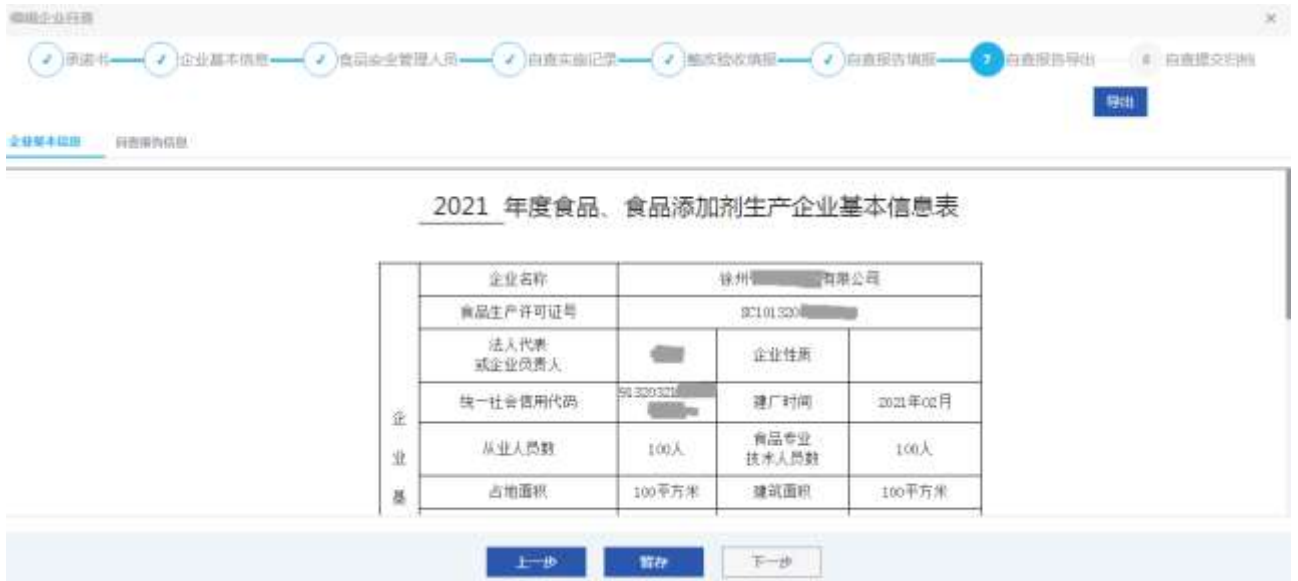 编辑企业自查 ×
承诺书 企业基本信息 食品安全管理人员 自查实施记录 整改验收填报 自查报告填报 7 自查报告导出 8 自查提交归档
导出
企业基本信息 自查报告信息
2021 年度食品、食品添加剂生产企业基本信息表
企业名称 徐州 有限公司
食品生产许可证号 SC101320
法人代表 或企业负责人 企业性质
统一社会信用代码 91320321 建厂时间 2021年02月
从业人员数 100人 食品专业 技术人员数 100人
占地面积 100平方米 建筑面积 100平方米
企
业
基
上一步 暂存 下一步